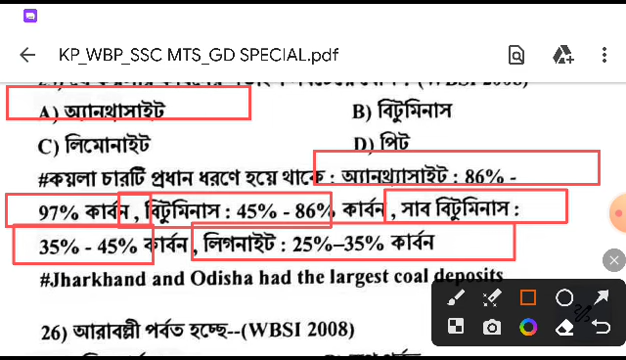 KP_WBP_SSC MTS_GD SPECIAL.pdf
A) অ্যানথ্রাসাইট B) বিটুমিনাস
C) লিমোনাইট D) পিট
#কয়লা চারটি প্রধান ধরণে হয়ে থাকে : অ্যানথ্র্যাসাইট : 86% -
97% কার্বন , বিটুমিনাস : 45% - 86% কার্বন , সাব বিটুমিনাস :
35% - 45% কার্বন , লিগনাইট : 25%–35% কার্বন
#Jharkhand and Odisha had the largest coal deposits
26) আরাবল্লী পর্বত হচ্ছে--(WBSI 2008)